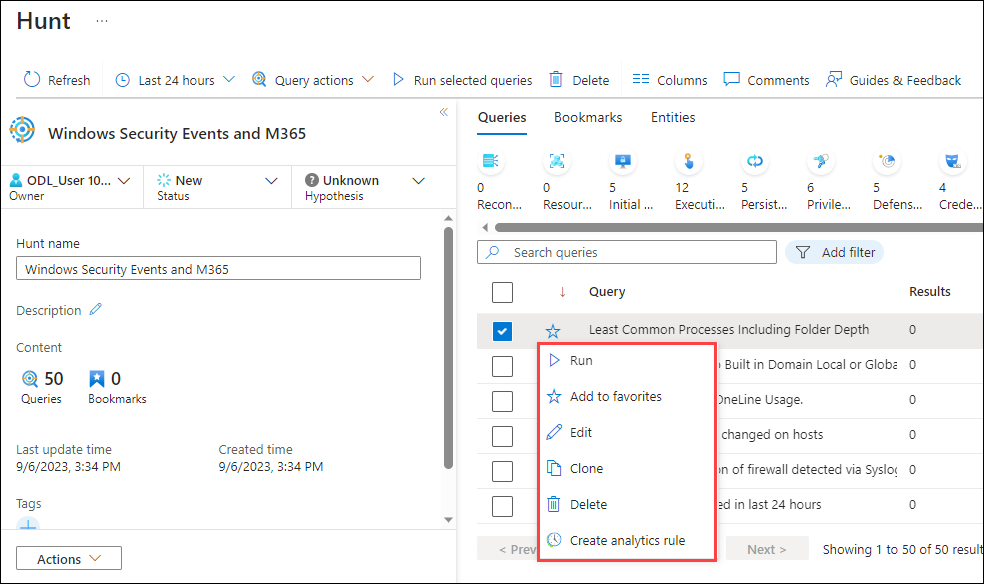 Hunt ...
Refresh Last 24 hours Query actions Run selected queries Delete Columns Comments Guides & Feedback
«
Windows Security Events and M365
ODL_User 10...
Owner
New
Status
Unknown
Hypothesis
Hunt name
Windows Security Events and M365
Description
Content
50
Queries
0
Bookmarks
Last update time
9/6/2023, 3:34 PM
Created time
9/6/2023, 3:34 PM
Tags
Actions
Queries Bookmarks Entities
0
Recon...
0
Resour...
5
Initial ...
12
Executi...
5
Persist...
6
Privile...
5
Defens...
4
Crede...
Search queries
Add filter
↓ Query Results
Least Common Processes Including Folder Depth 0
Built in Domain Local or Globa 0
OneLine Usage. 0
changed on hosts 0
on of firewall detected via Syslog 0
ed in last 24 hours 0
Run
Add to favorites
Edit
Clone
Delete
Create analytics rule
< Prev
Next >
Showing 1 to 50 of 50 result